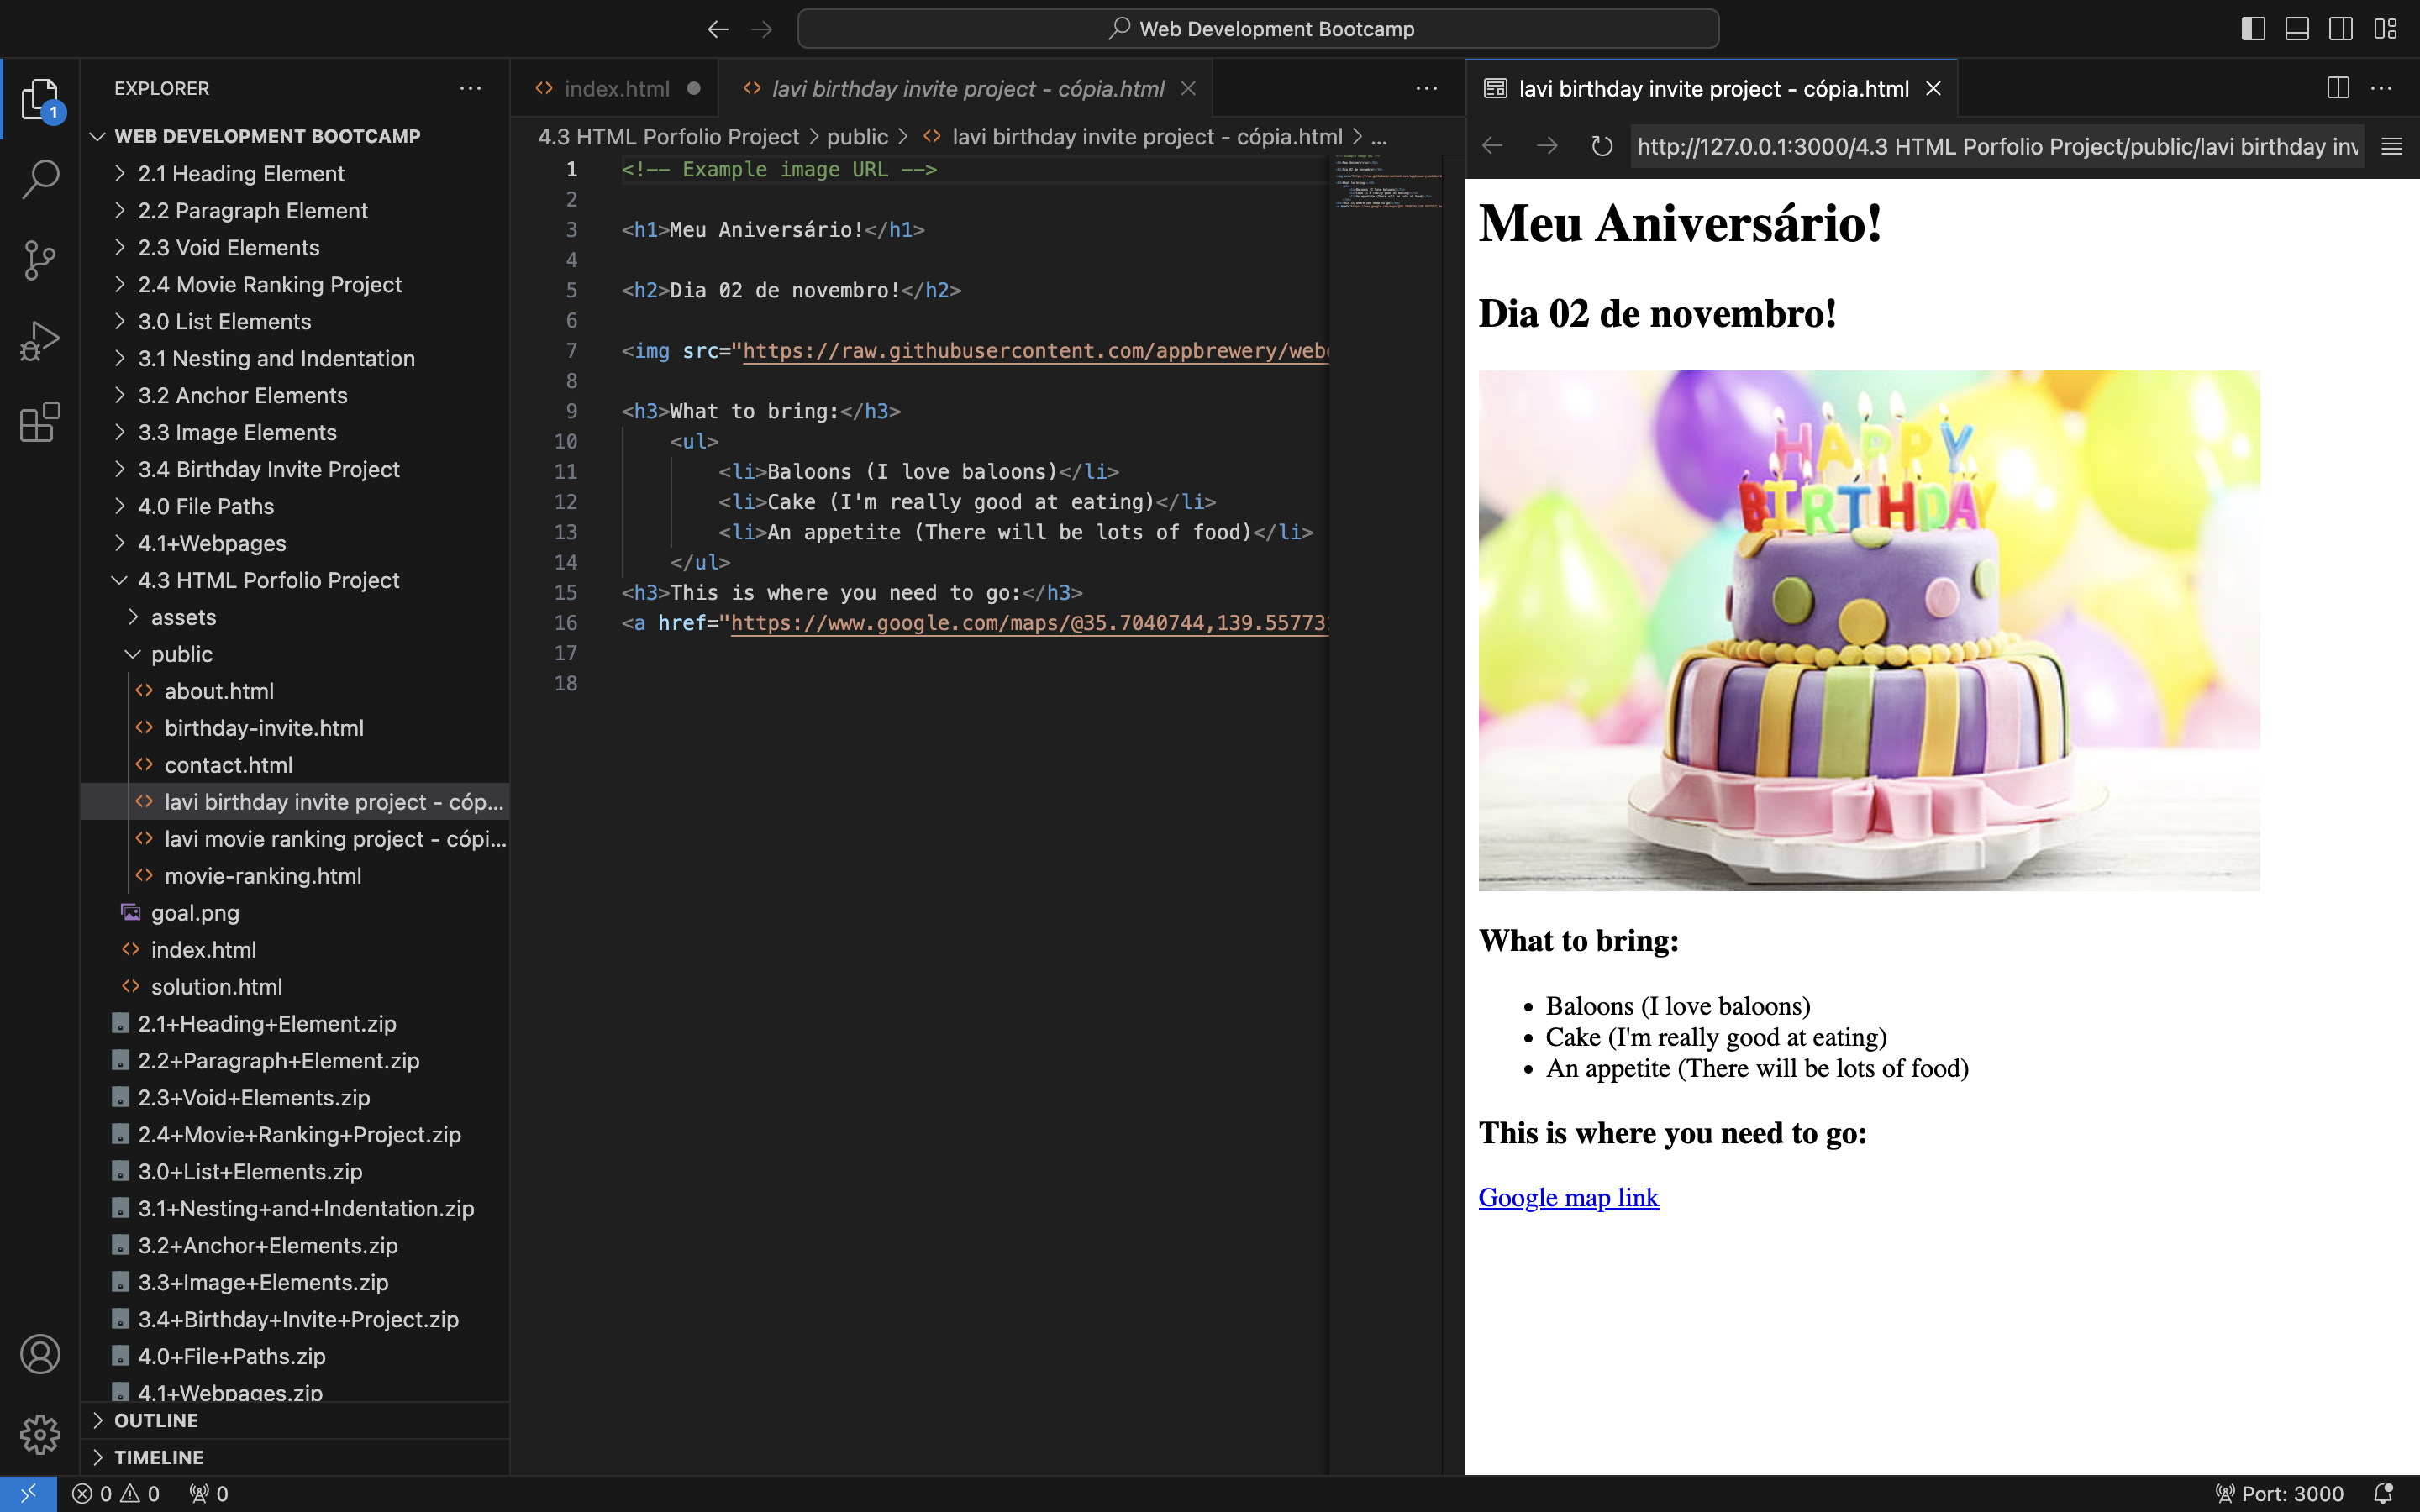 Web Development Bootcamp
EXPLORER
1
WEB DEVELOPMENT BOOTCAMP
2.1 Heading Element
2.2 Paragraph Element
2.3 Void Elements
2.4 Movie Ranking Project
3.0 List Elements
3.1 Nesting and Indentation
3.2 Anchor Elements
3.3 Image Elements
3.4 Birthday Invite Project
4.0 File Paths
4.1+Webpages
4.3 HTML Porfolio Project
assets
public
about.html
birthday-invite.html
contact.html
lavi birthday invite project - cóp...
lavi movie ranking project - cópi...
movie-ranking.html
goal.png
index.html
solution.html
2.1+Heading+Element.zip
2.2+Paragraph+Element.zip
2.3+Void+Elements.zip
2.4+Movie+Ranking+Project.zip
3.0+List+Elements.zip
3.1+Nesting+and+Indentation.zip
3.2+Anchor+Elements.zip
3.3+Image+Elements.zip
3.4+Birthday+Invite+Project.zip
4.0+File+Paths.zip
4.1+Webpages.zip
OUTLINE
TIMELINE
index.html
lavi birthday invite project - cópia.html
4.3 HTML Porfolio Project > public > lavi birthday invite project - cópia.html > ...
1 <!-- Example image URL -->
2
3 <h1>Meu Aniversário!</h1>
4
5 <h2>Dia 02 de novembro!</h2>
6
7 <img src="https://raw.githubusercontent.com/appbrewery/web
8
9 <h3>What to bring:</h3>
10 <ul>
11 <li>Baloons (I love baloons)</li>
12 <li>Cake (I'm really good at eating)</li>
13 <li>An appetite (There will be lots of food)</li>
14 </ul>
15 <h3>This is where you need to go:</h3>
16 <a href="https://www.google.com/maps/@35.7040744,139.55773
17
18
lavi birthday invite project - cópia.html
http://127.0.0.1:3000/4.3 HTML Porfolio Project/public/lavi birthday inv
Meu Aniversário!
Dia 02 de novembro!
HAPPY
BIRTHDAY
What to bring:
Baloons (I love baloons)
Cake (I'm really good at eating)
An appetite (There will be lots of food)
This is where you need to go:
Google map link
0 0 0
Port: 3000